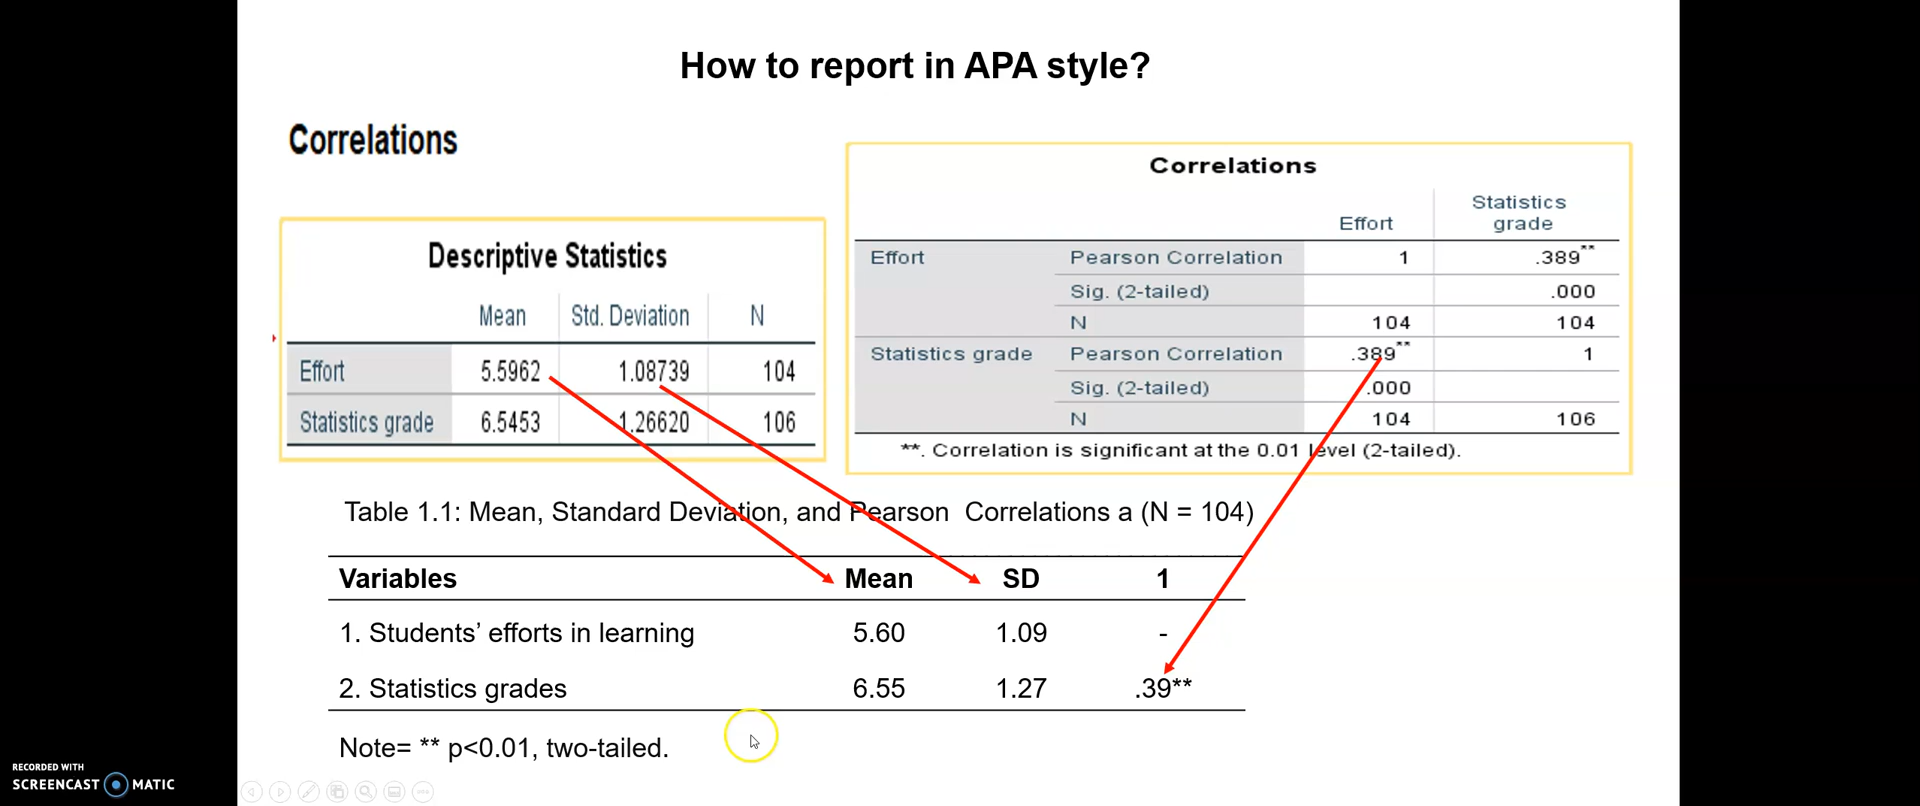 How to report in APA style?
Correlations
Descriptive Statistics
Mean Std. Deviation N
Effort 5.5962 1.08739 104
Statistics grade 6.5453 1.26620 106
Correlations
Effort Statistics grade
Effort Pearson Correlation 1 .389**
Sig. (2-tailed) .000
N 104 104
Statistics grade Pearson Correlation .389** 1
Sig. (2-tailed) .000
N 104 106
**. Correlation is significant at the 0.01 level (2-tailed).
Table 1.1: Mean, Standard Deviation, and Pearson Correlations a (N = 104)
Variables Mean SD 1
1. Students’ efforts in learning 5.60 1.09 -
2. Statistics grades 6.55 1.27 .39**
Note= ** p<0.01, two-tailed.
RECORDED WITH
SCREENCAST MATIC